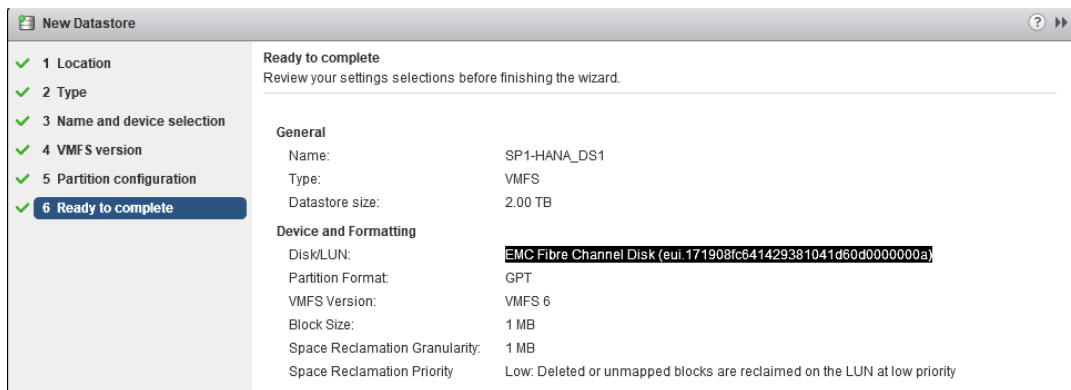 New Datastore
?
1 Location
2 Type
3 Name and device selection
4 VMFS version
5 Partition configuration
6 Ready to complete
Ready to complete
Review your settings selections before finishing the wizard.
General
Name: SP1-HANA_DS1
Type: VMFS
Datastore size: 2.00 TB
Device and Formatting
Disk/LUN: EMC Fibre Channel Disk (eui.171908fc641429381041d60d0000000a)
Partition Format: GPT
VMFS Version: VMFS 6
Block Size: 1 MB
Space Reclamation Granularity: 1 MB
Space Reclamation Priority Low: Deleted or unmapped blocks are reclaimed on the LUN at low priority